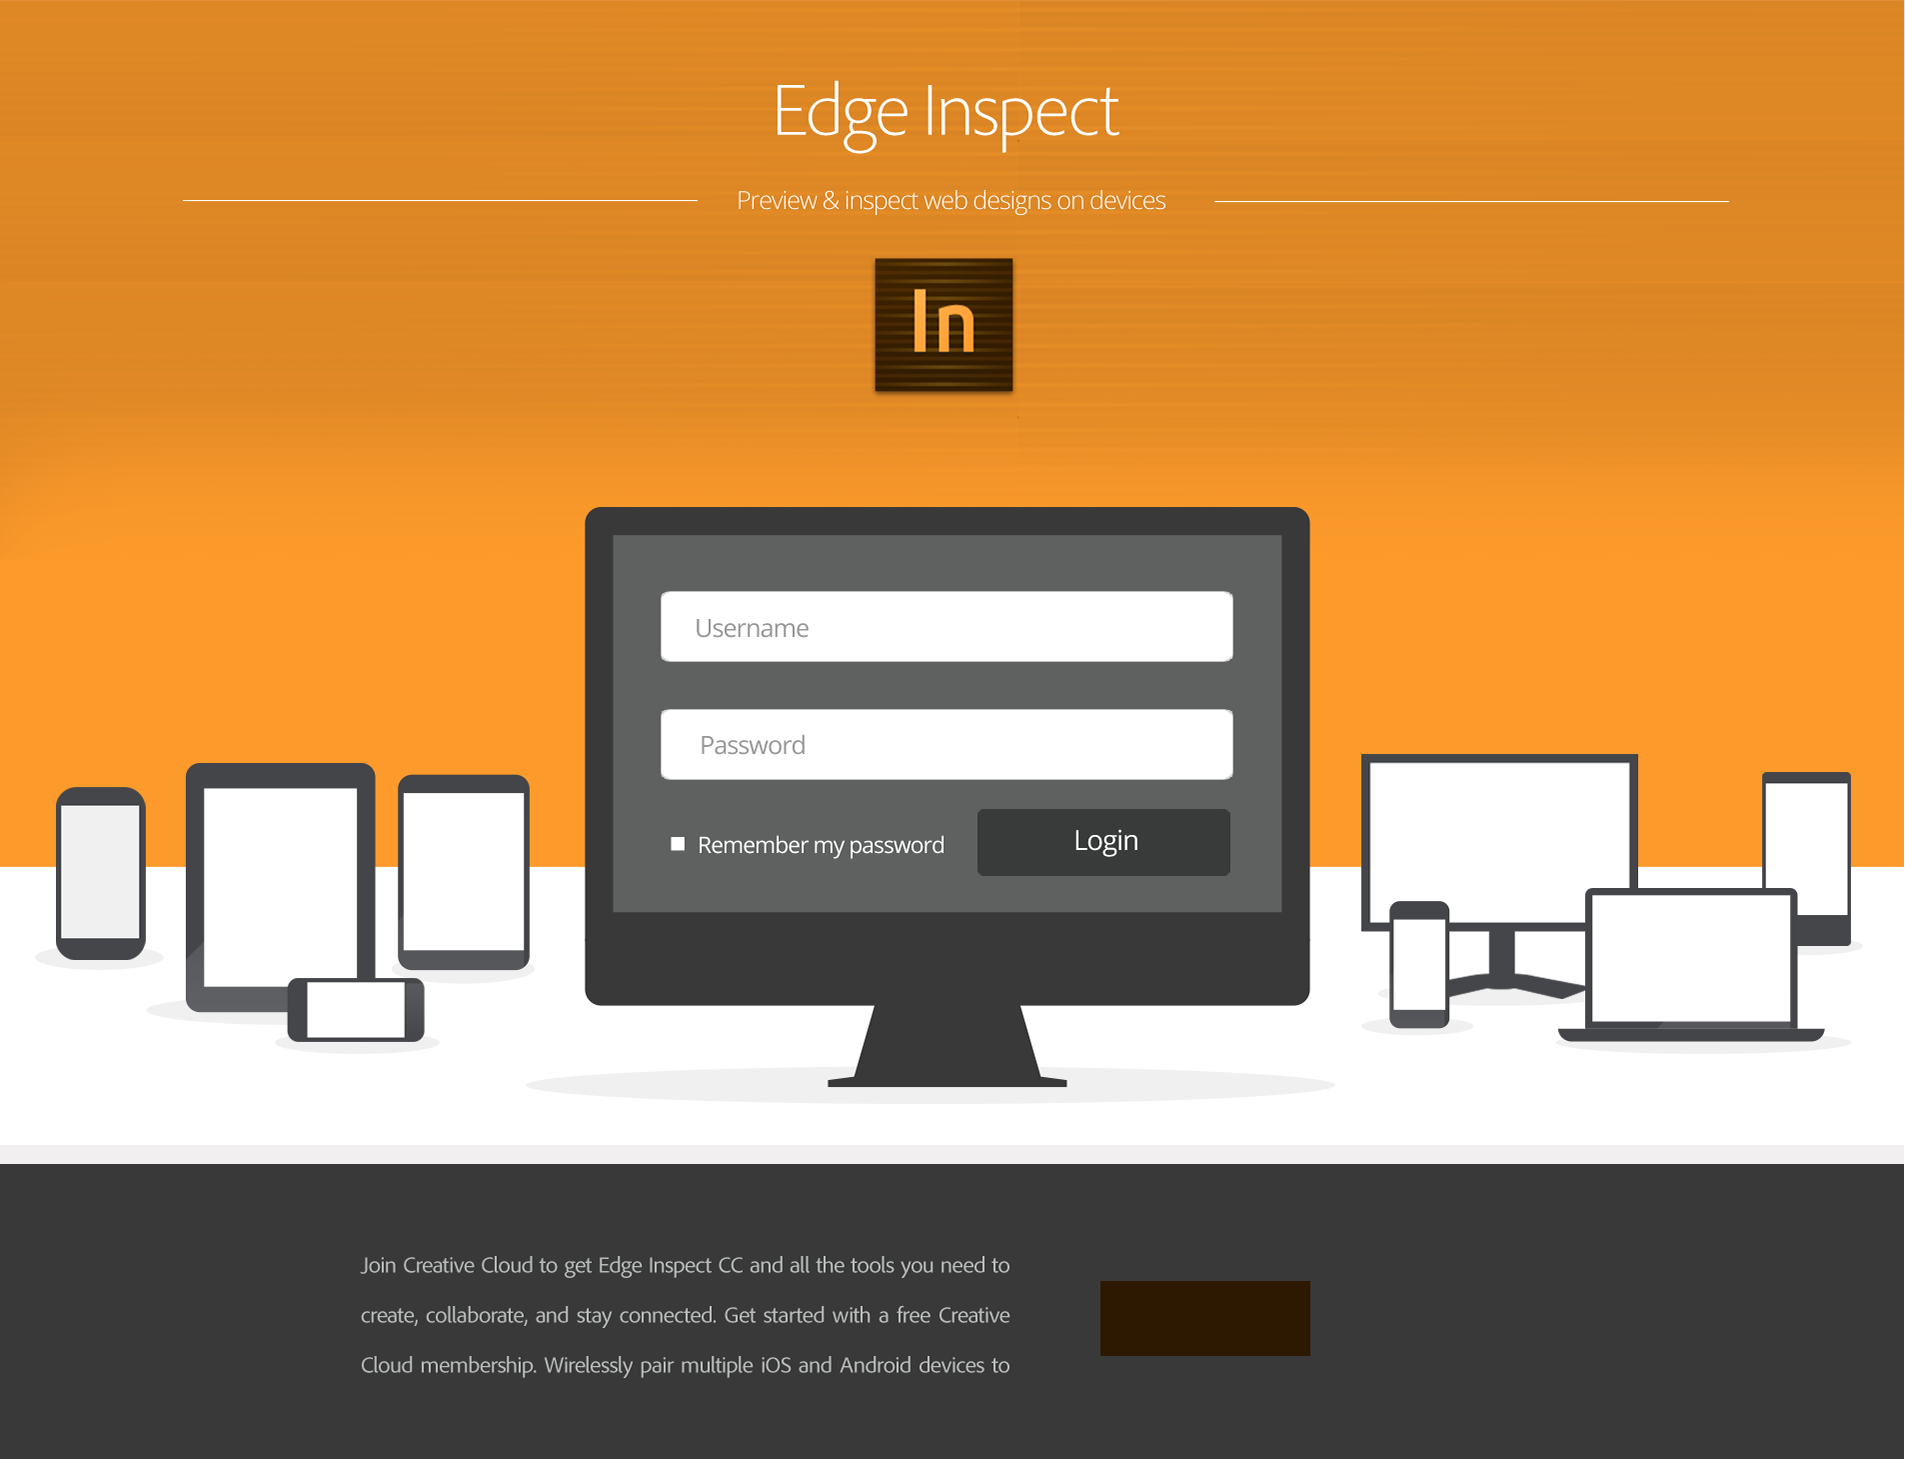 Edge Inspect
Preview & inspect web designs on devices
In
Username
Password
Remember my password
Login
Join Creative Cloud to get Edge Inspect CC and all the tools you need to
create, collaborate, and stay connected. Get started with a free Creative
Cloud membership. Wirelessly pair multiple iOS and Android devices to